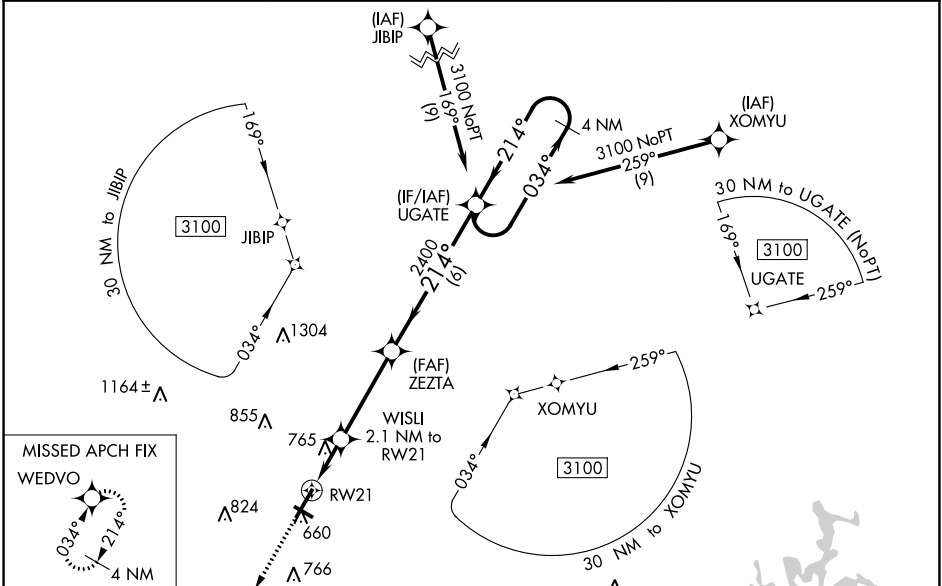 (IAF)
JIBIP
3100 NoPT
169°
(9)
(IAF)
XOMYU
3100 NoPT
259°
(9)
4 NM
214°
034°
(IF/IAF)
UGATE
2400
214°
(6)
30 NM to JIBIP
169°
3100
JIBIP
034°
30 NM to UGATE (NoPT)
169°
3100
UGATE
259°
1304
1164±
(FAF)
ZEZTA
855
765
WISLI
2.1 NM to
RW21
RW21
824
660
766
259°
XOMYU
034°
3100
30 NM to XOMYU
MISSED APCH FIX
WEDVO
034°
214°
4 NM